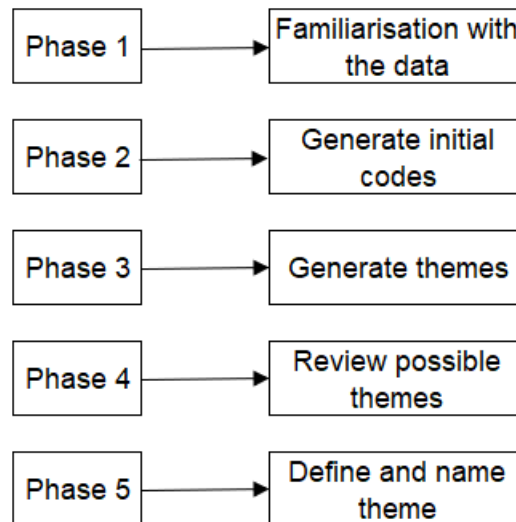 Phase 1
Familiarisation with
the data
Phase 2
Generate initial
codes
Phase 3
Generate themes
Phase 4
Review possible
themes
Phase 5
Define and name
theme